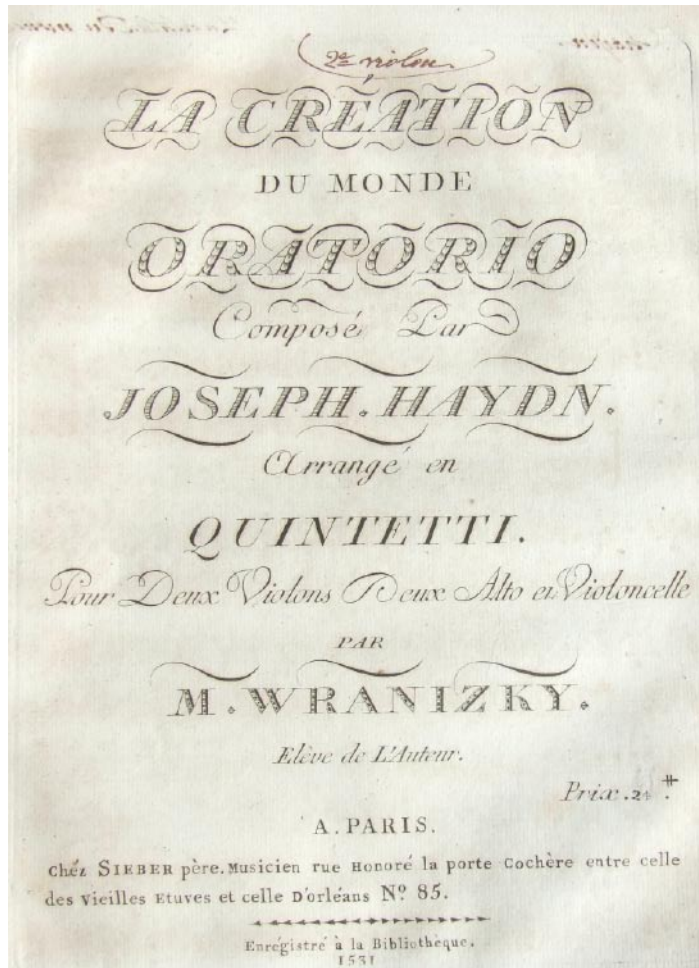 2e violon
LA CRÉATION
DU MONDE
ORATORIO
Composé Par
JOSEPH. HAYDN.
Arrangé en
QUINTETTI.
Pour Deux Violons Deux Alto et Violoncelle
PAR
M. WRANIZKY.
Elève de L'Auteur.
Prix .24 ⵌ.
A. PARIS.
Chéz SIEBER père. Musicien rue Honoré la porte Cochère entre celle
des Vieilles Etuves et celle D'orléans Nº. 85.
Enrégistré à la Bibliothèque.
1531